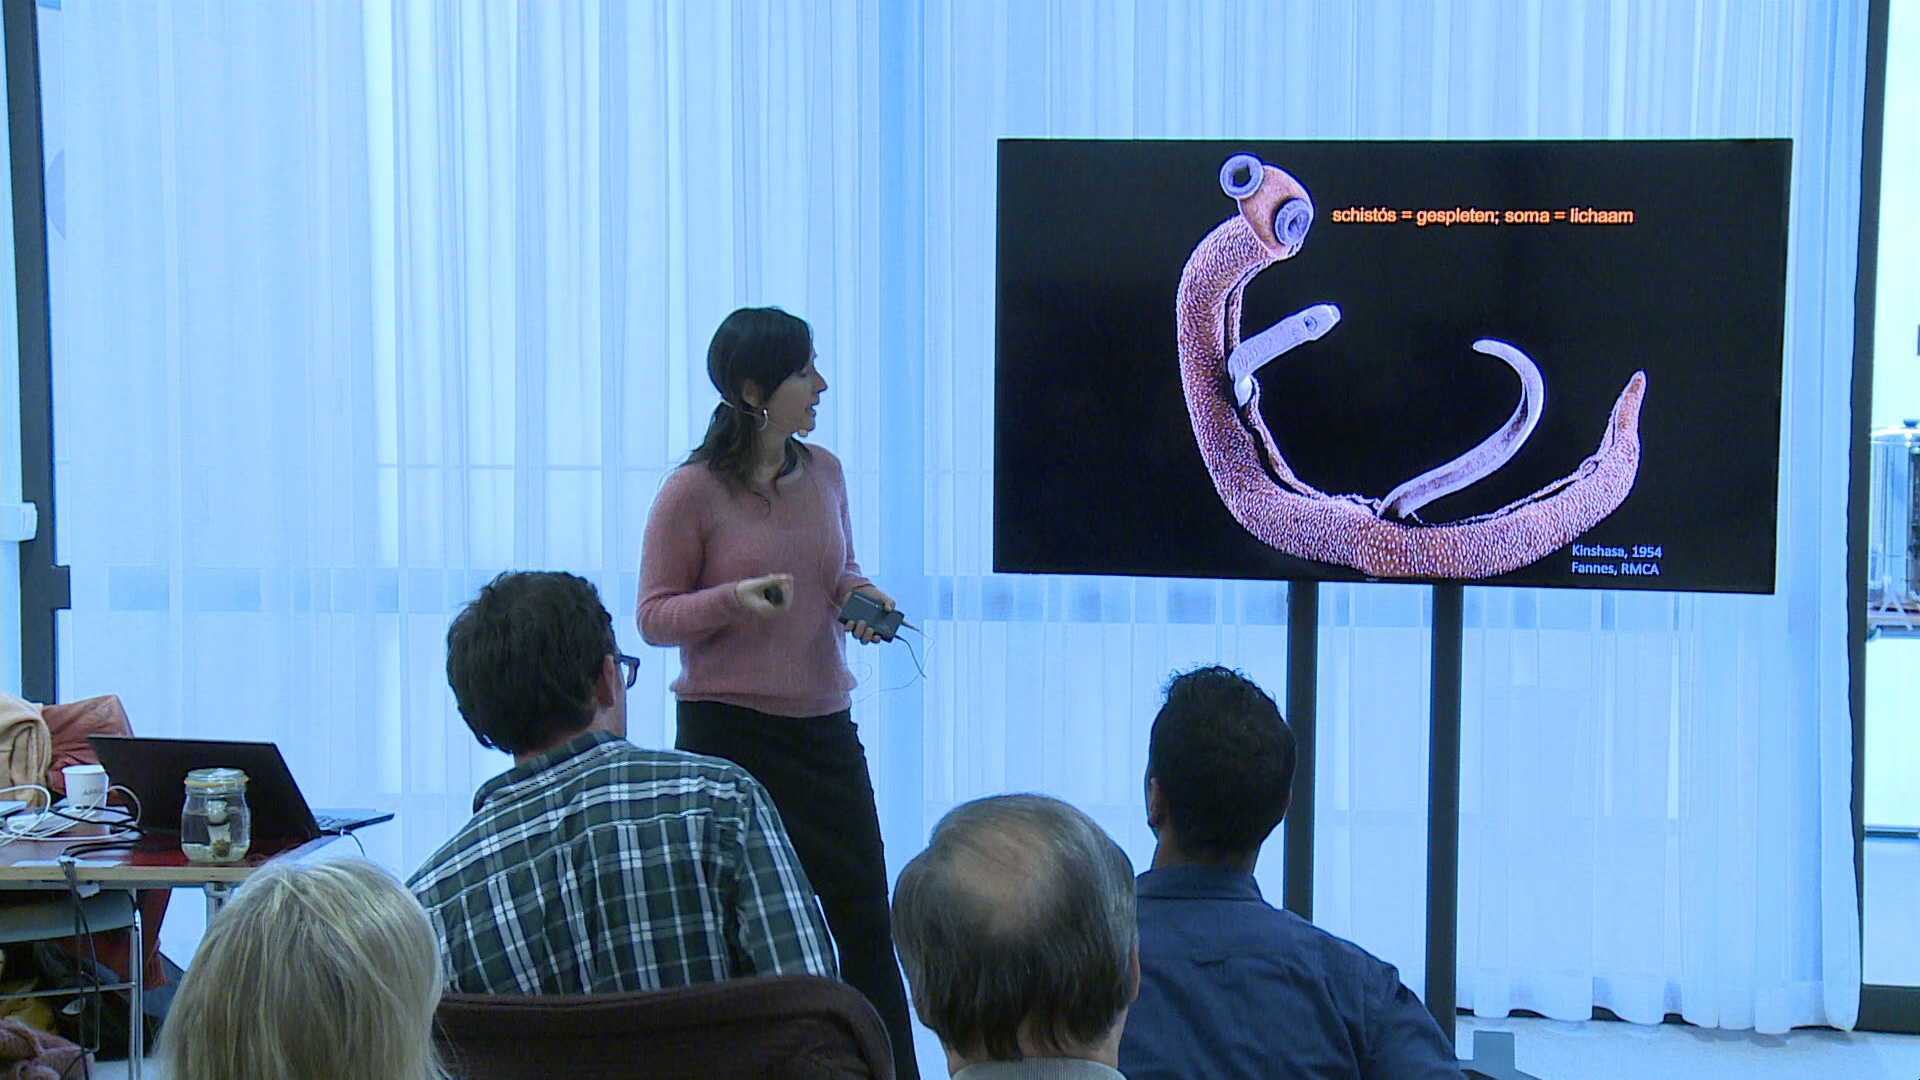 schistós = gespleten; soma = lichaam
Kinshasa, 1954
Fannes, RMCA